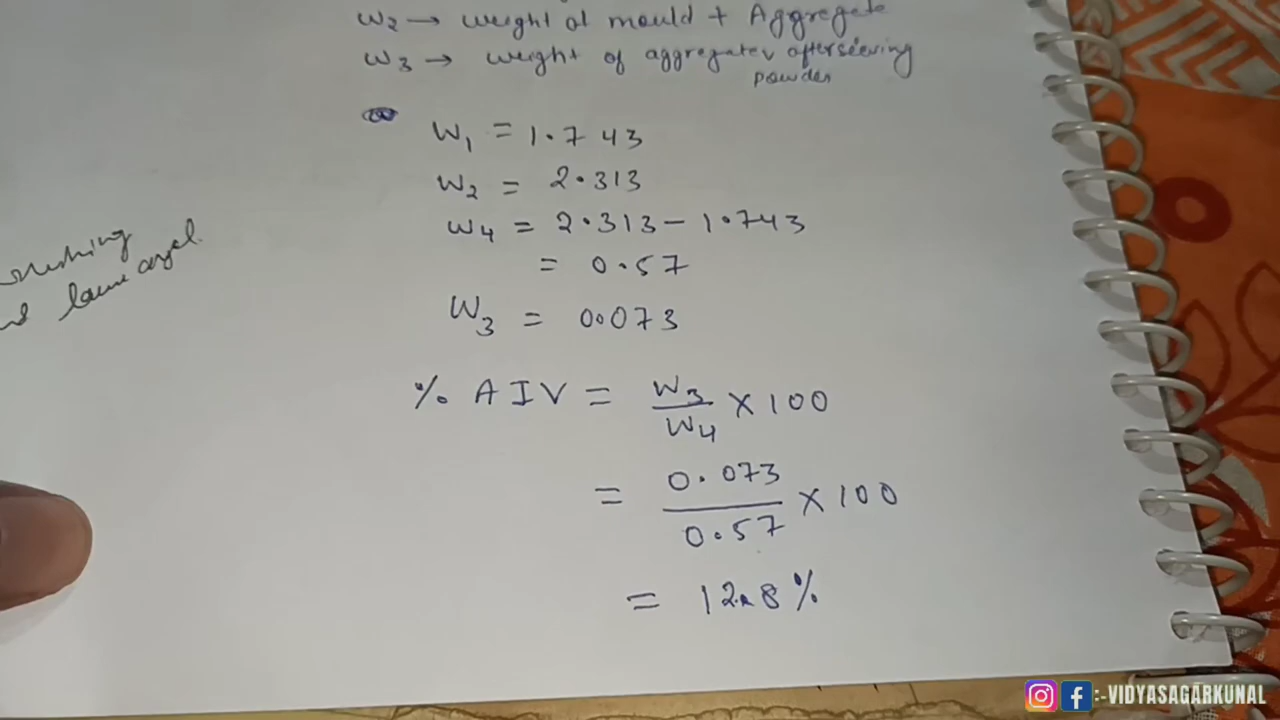 W2 → weight of mould + Aggregate
W3 → weight of aggregates after seiving
powder
W1 = 1.743
W2 = 2.313
W4 = 2.313 - 1.743
= 0.57
W3 = 0.073
% AIV = W3/W4 × 100
= 0.073/0.57 × 100
= 12.8%
:-VIDYASAGARKUNAL